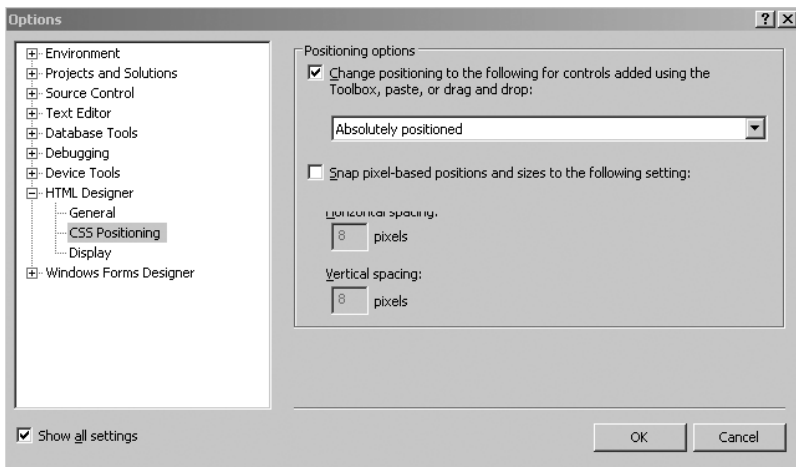 Options
Environment
Projects and Solutions
Source Control
Text Editor
Database Tools
Debugging
Device Tools
HTML Designer
General
CSS Positioning
Display
Windows Forms Designer
Show all settings
Positioning options
Change positioning to the following for controls added using the
Toolbox, paste, or drag and drop:
Absolutely positioned
Snap pixel-based positions and sizes to the following setting:
Horizontal spacing:
8 pixels
Vertical spacing:
8 pixels
OK
Cancel